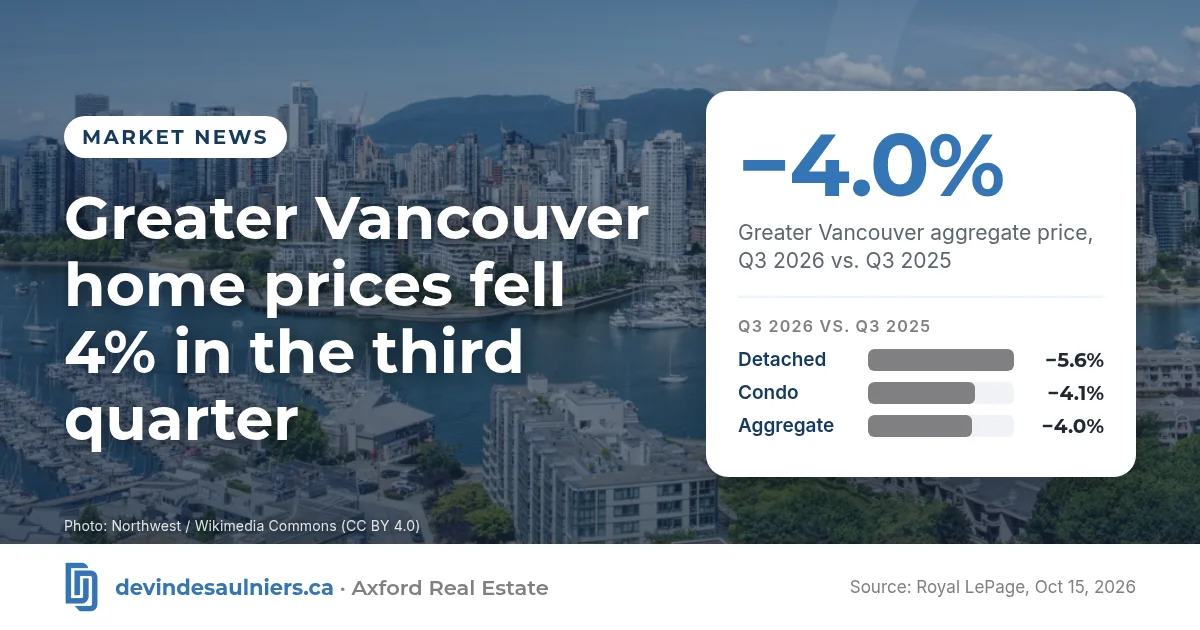 MARKET NEWS
Greater Vancouver
home prices fell
4% in the third
quarter
Photo: Northwest / Wikimedia Commons (CC BY 4.0)
−4.0%
Greater Vancouver aggregate price,
Q3 2026 vs. Q3 2025
Q3 2026 VS. Q3 2025
Detached −5.6%
Condo −4.1%
Aggregate −4.0%
devindesaulniers.ca · Axford Real Estate
Source: Royal LePage, Oct 15, 2026